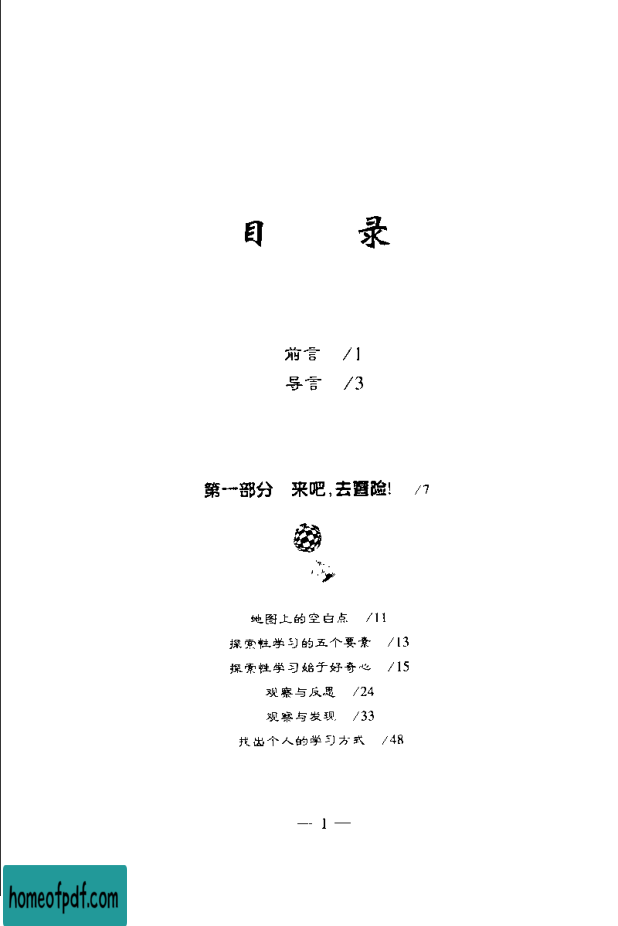 目 录
前言 /1
导言 /3
第一部分 来吧,去冒险! /7
地图上的空白点 /11
探索性学习的五个要素 /13
探索性学习始于好奇心 /15
观察与反思 /24
观察与发现 /33
找出个人的学习方式 /48
— 1 —
homeofpdf.com